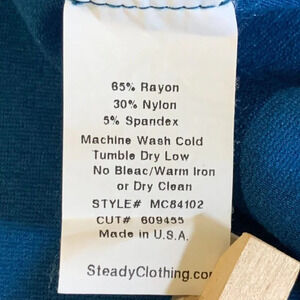 65% Rayon
30% Nylon
5% Spandex
Machine Wash Cold
Tumble Dry Low
No Bleac/Warm Iron
or Dry Clean
STYLE# MC84102
CUT# 609455
Made in U.S.A.
SteadyClothing.com